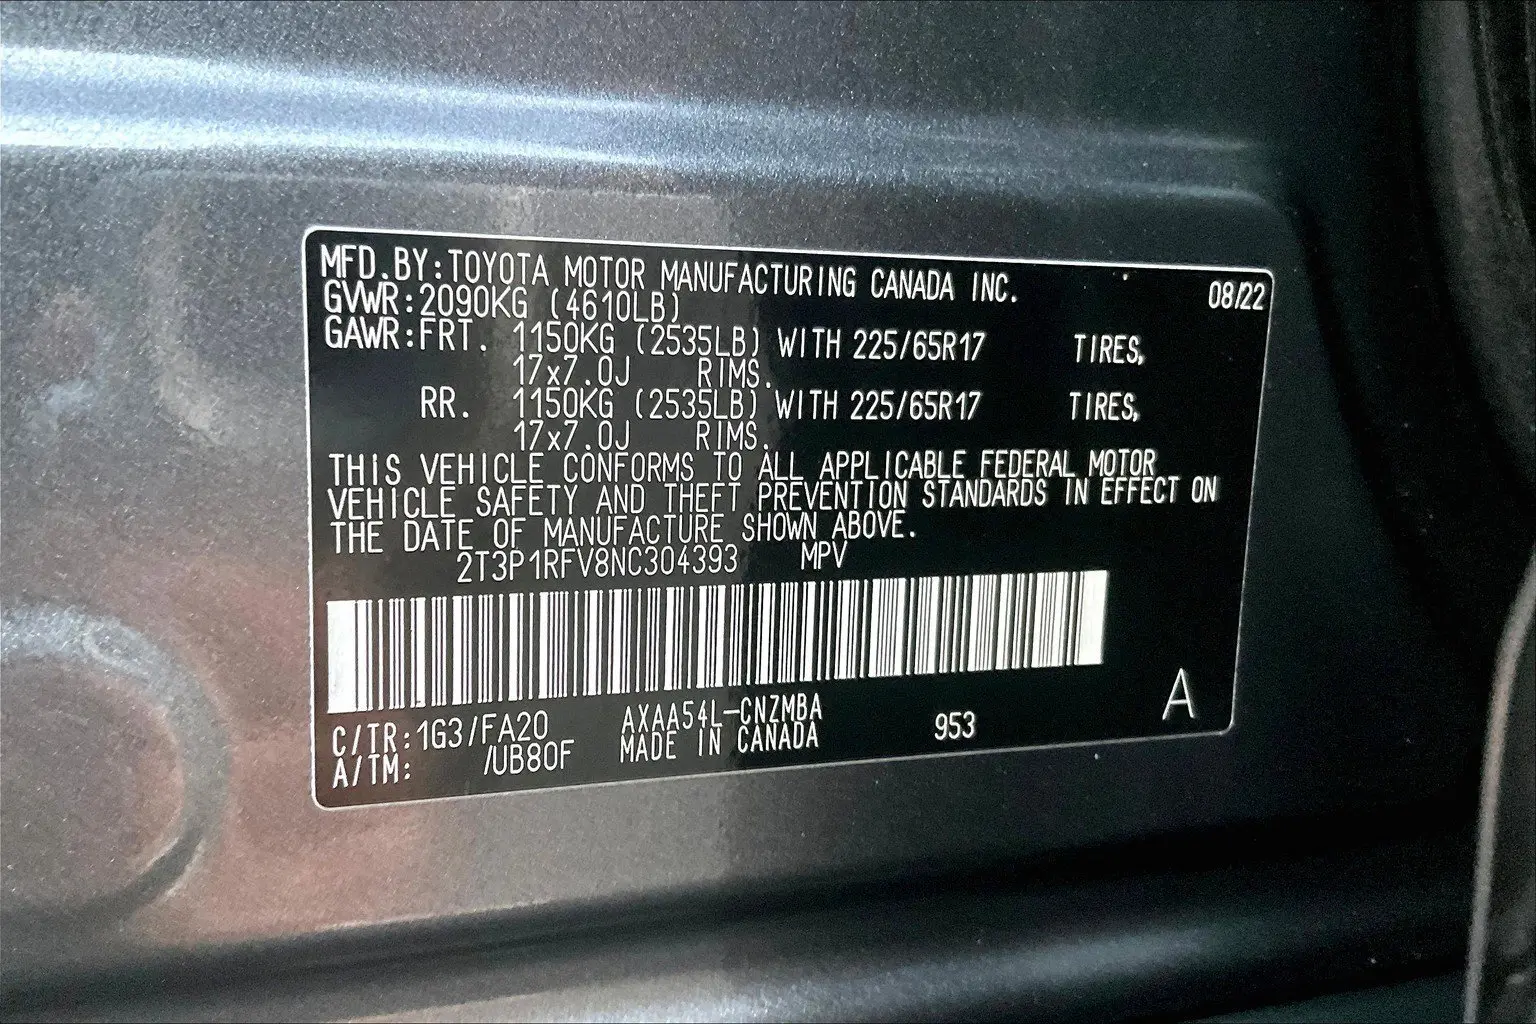 MFD.BY:TOYOTA MOTOR MANUFACTURING CANADA INC. 08/22
GVWR:2090KG (4610LB)
GAWR:FRT. 1150KG (2535LB) WITH 225/65R17 TIRES,
17x7.0J RIMS.
RR. 1150KG (2535LB) WITH 225/65R17 TIRES,
17x7.0J RIMS.
THIS VEHICLE CONFORMS TO ALL APPLICABLE FEDERAL MOTOR
VEHICLE SAFETY AND THEFT PREVENTION STANDARDS IN EFFECT ON
THE DATE OF MANUFACTURE SHOWN ABOVE.
2T3P1RFV8NC304393 MPV
A
C/TR:1G3/FA20 AXAA54L-CNZMBA 953
A/TM: /UB80F MADE IN CANADA